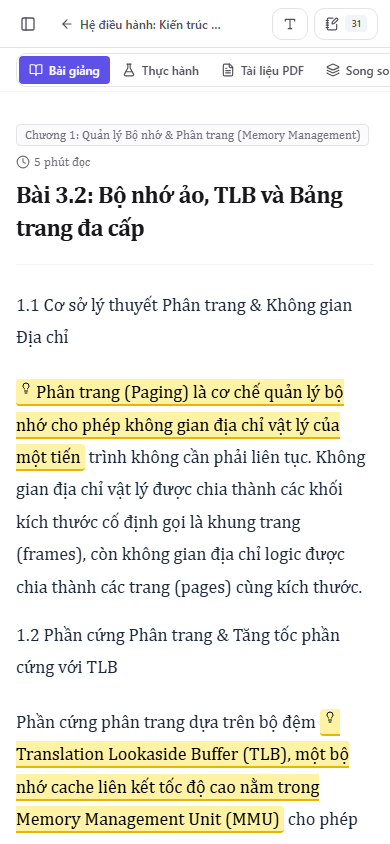 Hệ điều hành: Kiến trúc ...
31
Bài giảng
Thực hành
Tài liệu PDF
Song so
Chương 1: Quản lý Bộ nhớ & Phân trang (Memory Management)
5 phút đọc
Bài 3.2: Bộ nhớ ảo, TLB và Bảng
trang đa cấp
1.1 Cơ sở lý thuyết Phân trang & Không gian
Địa chỉ
Phân trang (Paging) là cơ chế quản lý bộ
nhớ cho phép không gian địa chỉ vật lý của
một tiến trình không cần phải liên tục. Không
gian địa chỉ vật lý được chia thành các khối
kích thước cố định gọi là khung trang
(frames), còn không gian địa chỉ logic được
chia thành các trang (pages) cùng kích thước.
1.2 Phần cứng Phân trang & Tăng tốc phần
cứng với TLB
Phần cứng phân trang dựa trên bộ đệm
Translation Lookaside Buffer (TLB), một bộ
nhớ cache liên kết tốc độ cao nằm trong
Memory Management Unit (MMU) cho phép